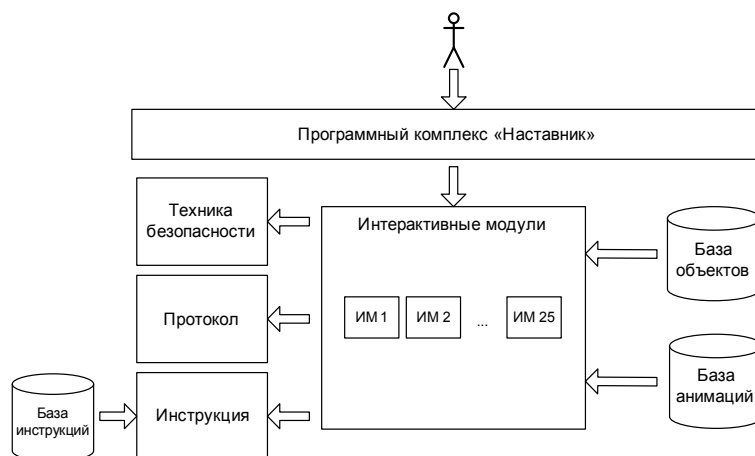 Программный комплекс «Наставник»
Техника
безопасности
Интерактивные модули
База
объектов
Протокол
ИМ 1
ИМ 2
...
ИМ 25
База
инструкций
Инструкция
База
анимаций